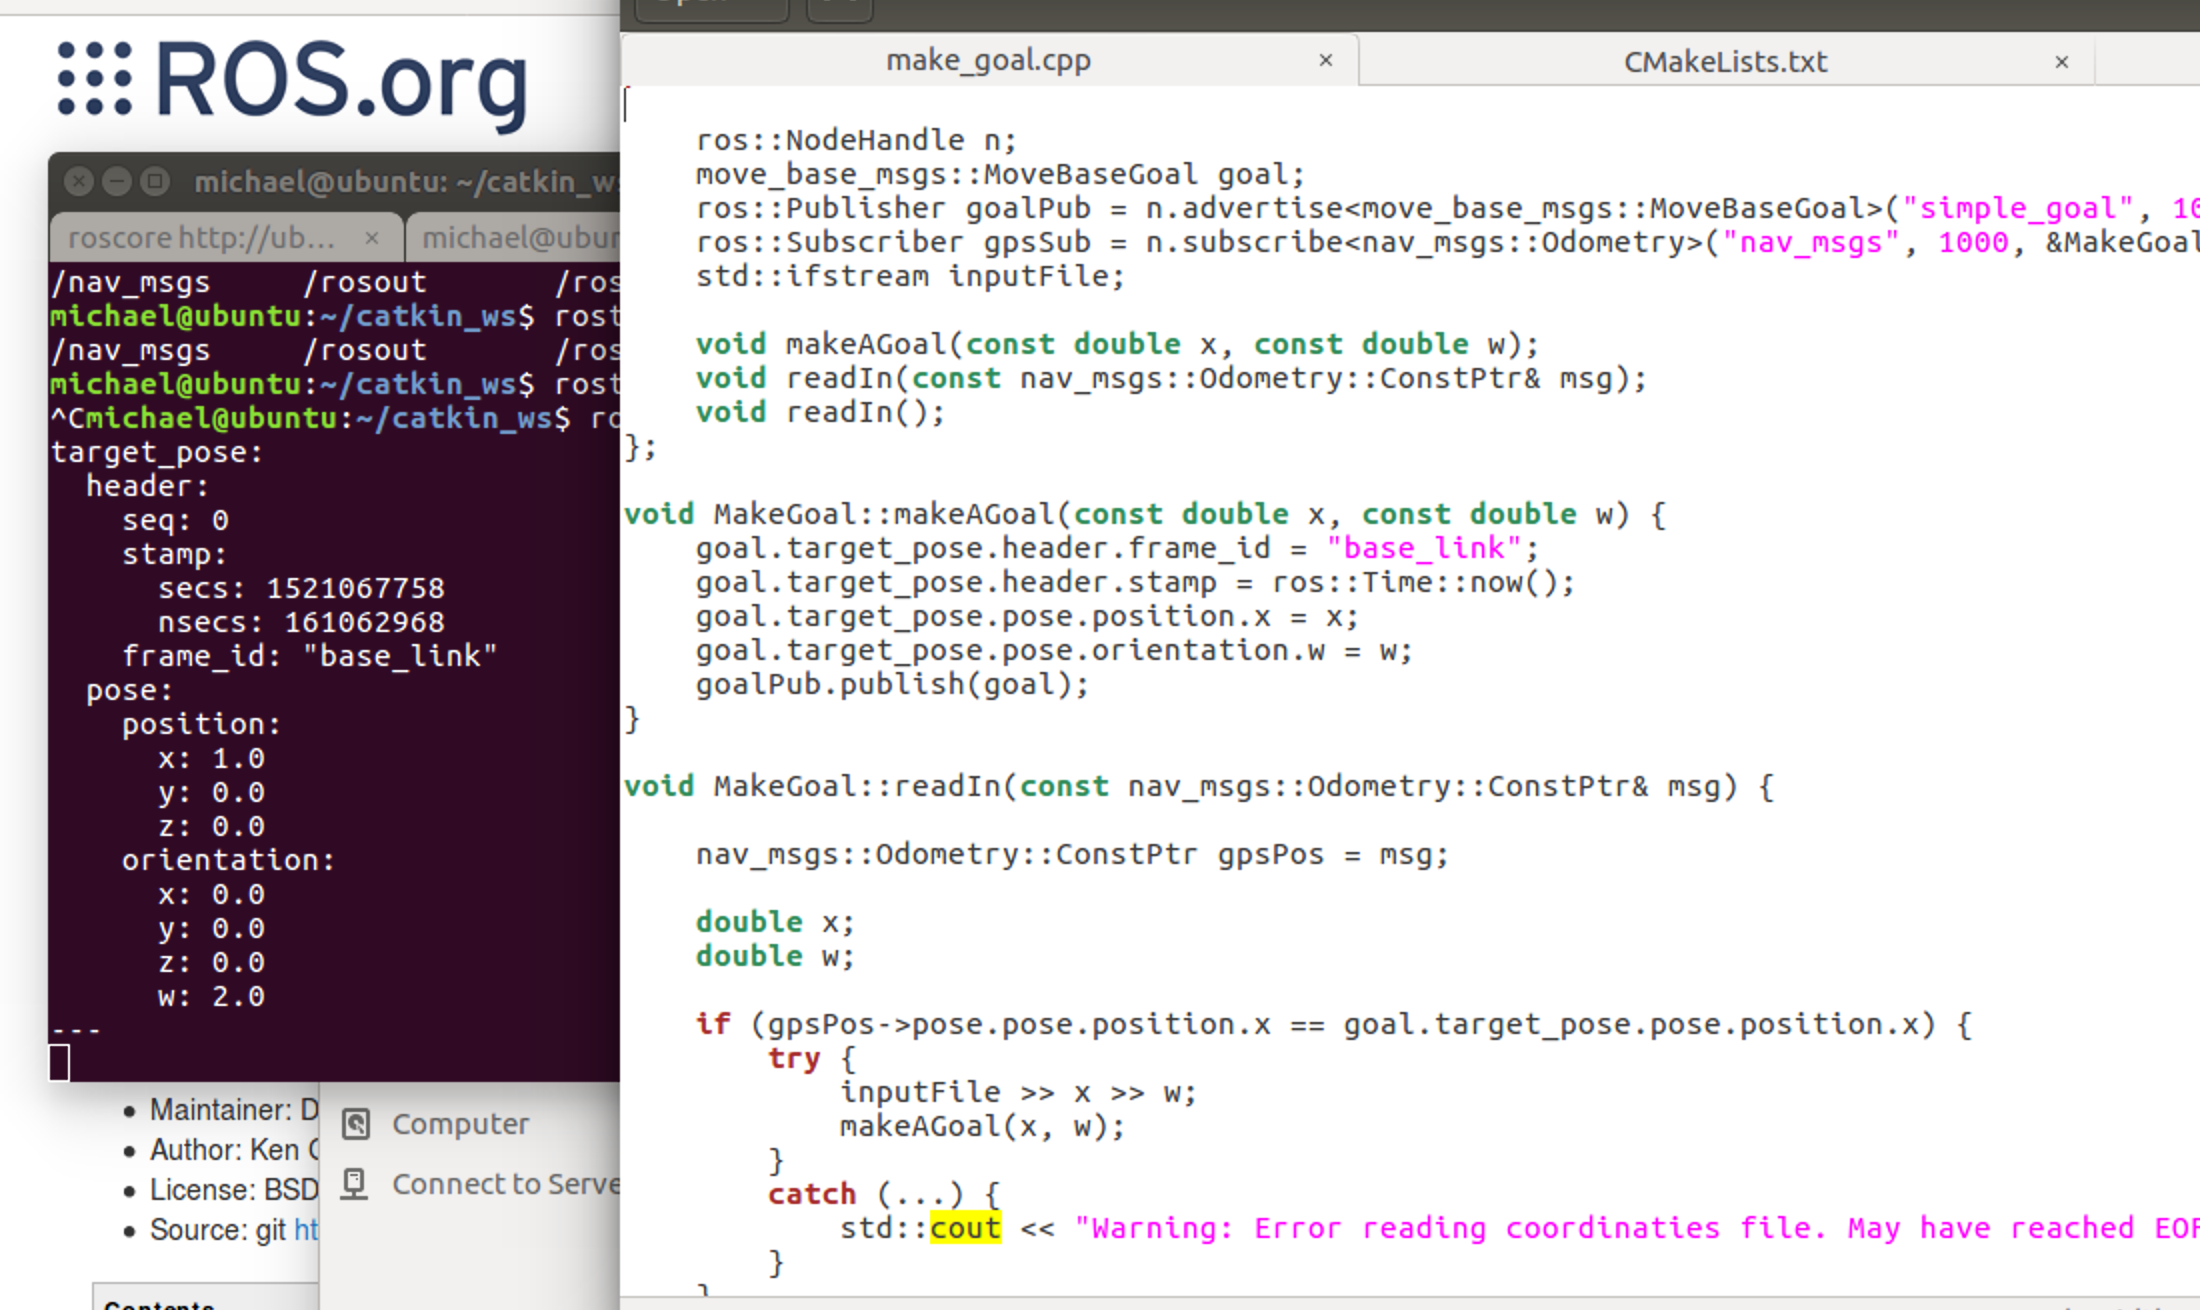 ROS.org
michael@ubuntu: ~/catkin_ws
roscore http://ub... ×
/nav_msgs /rosout
michael@ubuntu:~/catkin_ws$
/nav_msgs /rosout
michael@ubuntu:~/catkin_ws$
^Cmichael@ubuntu:~/catkin_ws$
target_pose:
header:
seq: 0
stamp:
secs: 1521067758
nsecs: 161062968
frame_id: "base_link"
pose:
position:
x: 1.0
y: 0.0
z: 0.0
orientation:
x: 0.0
y: 0.0
z: 0.0
w: 2.0
---
Maintainer: D
Author: Ken
License: BSD
Source: git ht
Computer
Connect to Serve
make_goal.cpp ×
CMakeLists.txt ×
ros::NodeHandle n;
move_base_msgs::MoveBaseGoal goal;
ros::Publisher goalPub = n.advertise<move_base_msgs::MoveBaseGoal>("simple_goal", 10
ros::Subscriber gpsSub = n.subscribe<nav_msgs::Odometry>("nav_msgs", 1000, &MakeGoal
std::ifstream inputFile;
void makeAGoal(const double x, const double w);
void readIn(const nav_msgs::Odometry::ConstPtr& msg);
void readIn();
};
void MakeGoal::makeAGoal(const double x, const double w) {
goal.target_pose.header.frame_id = "base_link";
goal.target_pose.header.stamp = ros::Time::now();
goal.target_pose.pose.position.x = x;
goal.target_pose.pose.orientation.w = w;
goalPub.publish(goal);
}
void MakeGoal::readIn(const nav_msgs::Odometry::ConstPtr& msg) {
nav_msgs::Odometry::ConstPtr gpsPos = msg;
double x;
double w;
if (gpsPos->pose.pose.position.x == goal.target_pose.pose.position.x) {
try {
inputFile >> x >> w;
makeAGoal(x, w);
}
catch (...) {
std::cout << "Warning: Error reading coordinaties file. May have reached EOF
}
}